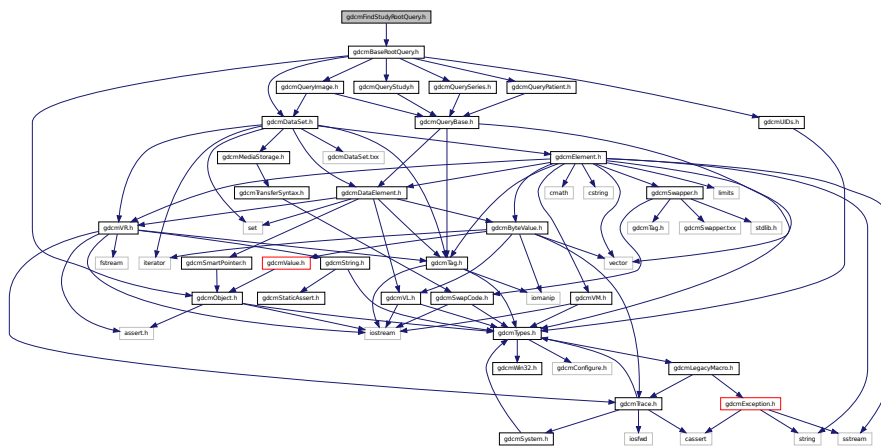 gdcmFindStudyRootQuery.h
gdcmBaseRootQuery.h
gdcmQueryImage.h
gdcmQueryStudy.h
gdcmQuerySeries.h
gdcmQueryPatient.h
gdcmDataSet.h
gdcmQueryBase.h
gdcmUIDs.h
gdcmMediaStorage.h
gdcmDataSet.txx
gdcmElement.h
gdcmTransferSyntax.h
gdcmDataElement.h
cmath
cstring
gdcmSwapper.h
limits
gdcmVR.h
set
gdcmByteValue.h
gdcmTag.h
gdcmSwapper.txx
stdlib.h
fstream
iterator
gdcmSmartPointer.h
gdcmValue.h
gdcmString.h
gdcmTag.h
vector
gdcmObject.h
gdcmStaticAssert.h
gdcmVL.h
gdcmSwapCode.h
iomanip
gdcmVM.h
assert.h
iostream
gdcmTypes.h
gdcmWin32.h
gdcmConfigure.h
gdcmLegacyMacro.h
gdcmTrace.h
gdcmException.h
gdcmSystem.h
iosfwd
cassert
string
sstream